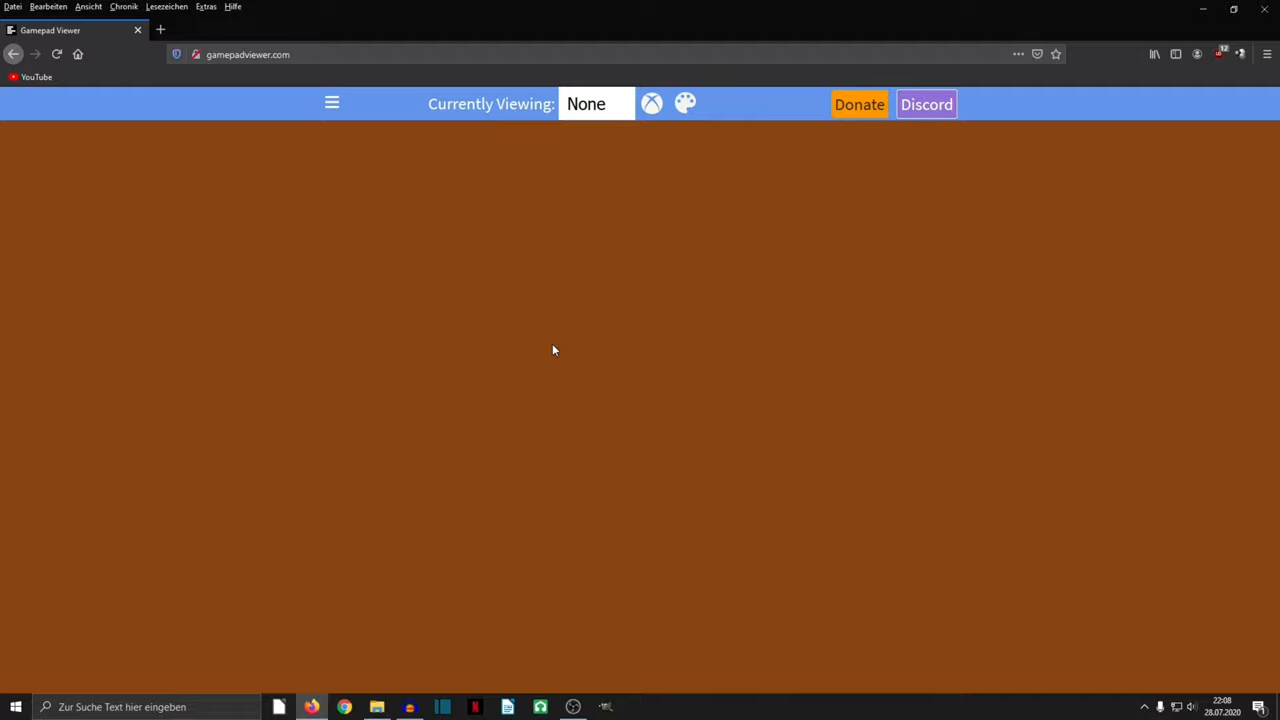 Datei Bearbeiten Ansicht Chronik Lesezeichen Extras Hilfe
Gamepad Viewer
gamepadviewer.com
12
YouTube
Currently Viewing: None Donate Discord
Zur Suche Text hier eingeben
22:08
28.07.2020